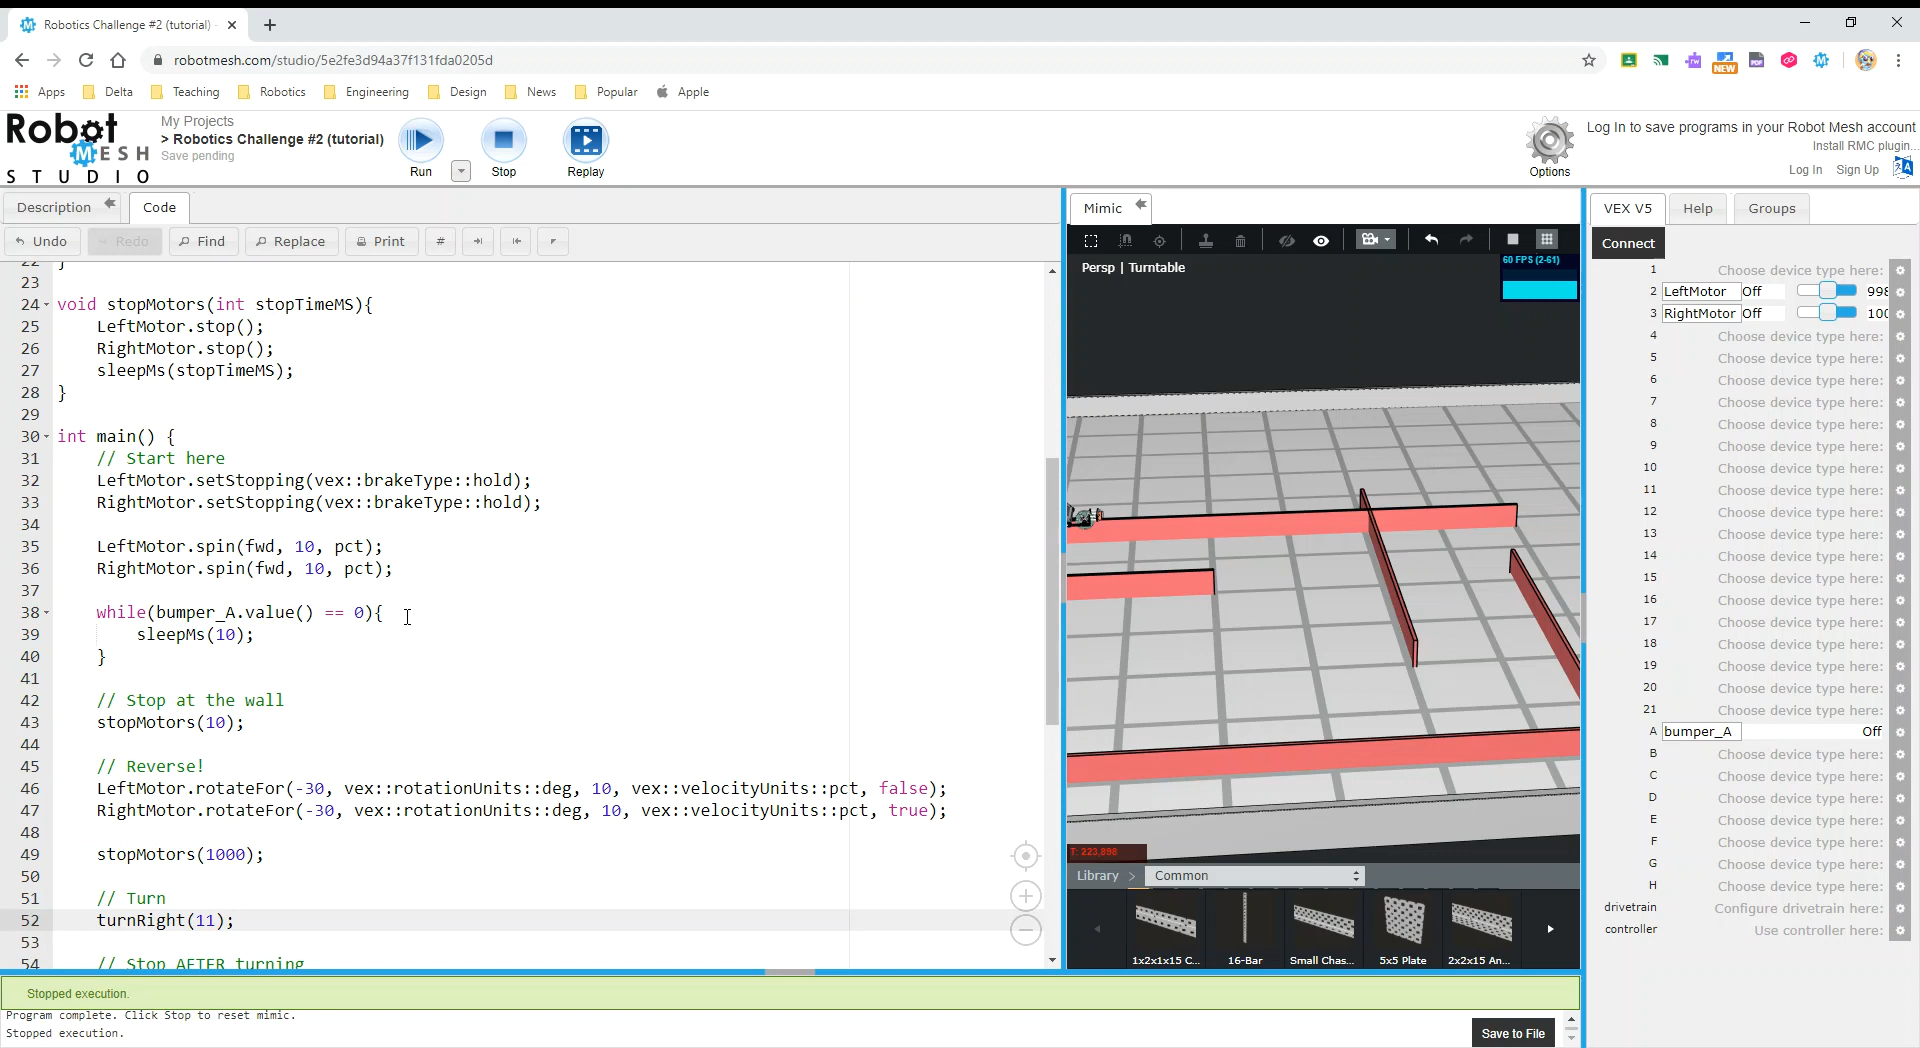 Robotics Challenge #2 (tutorial)
robotmesh.com/studio/5e2fe3d94a37f131fda0205d
Apps Delta Teaching Robotics Engineering Design News Popular Apple
NEW
PDF
Robot
MESH
STUDIO
My Projects
> Robotics Challenge #2 (tutorial)
Save pending
Run
Stop
Replay
Options
Log In to save programs in your Robot Mesh account
Install RMC plugin...
Log In Sign Up
Description
Code
Undo Redo Find Replace Print #
23
24 void stopMotors(int stopTimeMS){
25 LeftMotor.stop();
26 RightMotor.stop();
27 sleepMs(stopTimeMS);
28 }
29
30 int main() {
31 // Start here
32 LeftMotor.setStopping(vex::brakeType::hold);
33 RightMotor.setStopping(vex::brakeType::hold);
34
35 LeftMotor.spin(fwd, 10, pct);
36 RightMotor.spin(fwd, 10, pct);
37
38 while(bumper_A.value() == 0){
39 sleepMs(10);
40 }
41
42 // Stop at the wall
43 stopMotors(10);
44
45 // Reverse!
46 LeftMotor.rotateFor(-30, vex::rotationUnits::deg, 10, vex::velocityUnits::pct, false);
47 RightMotor.rotateFor(-30, vex::rotationUnits::deg, 10, vex::velocityUnits::pct, true);
48
49 stopMotors(1000);
50
51 // Turn
52 turnRight(11);
53
54 // Stop AFTER turning
Mimic
Persp | Turntable
60 FPS (2-61)
T: 223,898
Library > Common
1x2x1x15 C...
16-Bar
Small Chas...
5x5 Plate
2x2x15 An...
VEX V5 Help Groups
Connect
1 Choose device type here:
2 LeftMotor Off 998
3 RightMotor Off 100
4 Choose device type here:
5 Choose device type here:
6 Choose device type here:
7 Choose device type here:
8 Choose device type here:
9 Choose device type here:
10 Choose device type here:
11 Choose device type here:
12 Choose device type here:
13 Choose device type here:
14 Choose device type here:
15 Choose device type here:
16 Choose device type here:
17 Choose device type here:
18 Choose device type here:
19 Choose device type here:
20 Choose device type here:
21 Choose device type here:
A bumper_A Off
B Choose device type here:
C Choose device type here:
D Choose device type here:
E Choose device type here:
F Choose device type here:
G Choose device type here:
H Choose device type here:
drivetrain Configure drivetrain here:
controller Use controller here:
Stopped execution.
Program complete. Click Stop to reset mimic.
Stopped execution.
Save to File